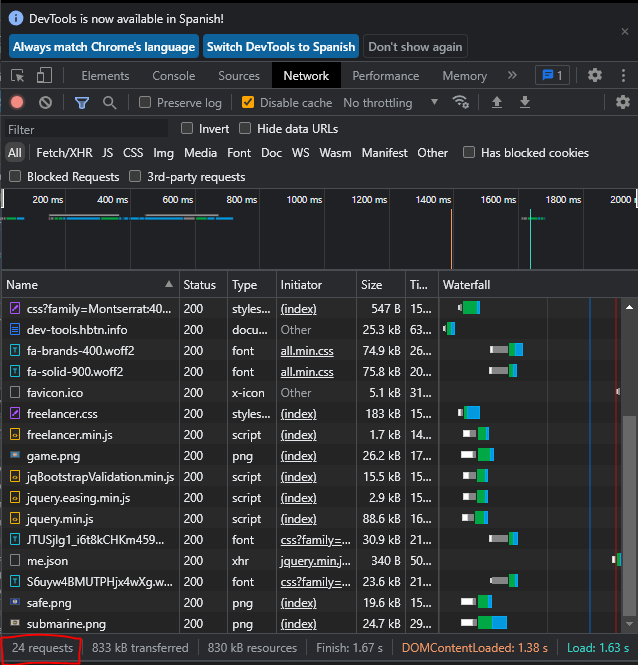 DevTools is now available in Spanish!
Always match Chrome's language Switch DevTools to Spanish Don't show again
Elements Console Sources Network Performance Memory » 1
Preserve log Disable cache No throttling
Filter Invert Hide data URLs
All Fetch/XHR JS CSS Img Media Font Doc WS Wasm Manifest Other Has blocked cookies
Blocked Requests 3rd-party requests
200 ms 400 ms 600 ms 800 ms 1000 ms 1200 ms 1400 ms 1600 ms 1800 ms 2000
Name Status Type Initiator Size Ti... Waterfall
css?family=Montserrat:40... 200 styles... (index) 547 B 15...
dev-tools.hbtn.info 200 docu... Other 25.3 kB 63...
fa-brands-400.woff2 200 font all.min.css 74.9 kB 26...
fa-solid-900.woff2 200 font all.min.css 75.8 kB 20...
favicon.ico 200 x-icon Other 5.1 kB 31...
freelancer.css 200 styles... (index) 183 kB 15...
freelancer.min.js 200 script (index) 1.7 kB 14...
game.png 200 png (index) 26.2 kB 17...
jqBootstrapValidation.min.js 200 script (index) 15.5 kB 15...
jquery.easing.min.js 200 script (index) 2.9 kB 15...
jquery.min.js 200 script (index) 88.6 kB 16...
JTUSjIg1_i6t8kCHKm459... 200 font css?family=... 30.9 kB 21...
me.json 200 xhr jquery.min.j... 340 B 50...
S6uyw4BMUTPHjx4wXg.w... 200 font css?family=... 23.6 kB 21...
safe.png 200 png (index) 19.6 kB 15...
submarine.png 200 png (index) 24.5 kB 29...
24 requests 833 kB transferred 830 kB resources Finish: 1.67 s DOMContentLoaded: 1.38 s Load: 1.63 s